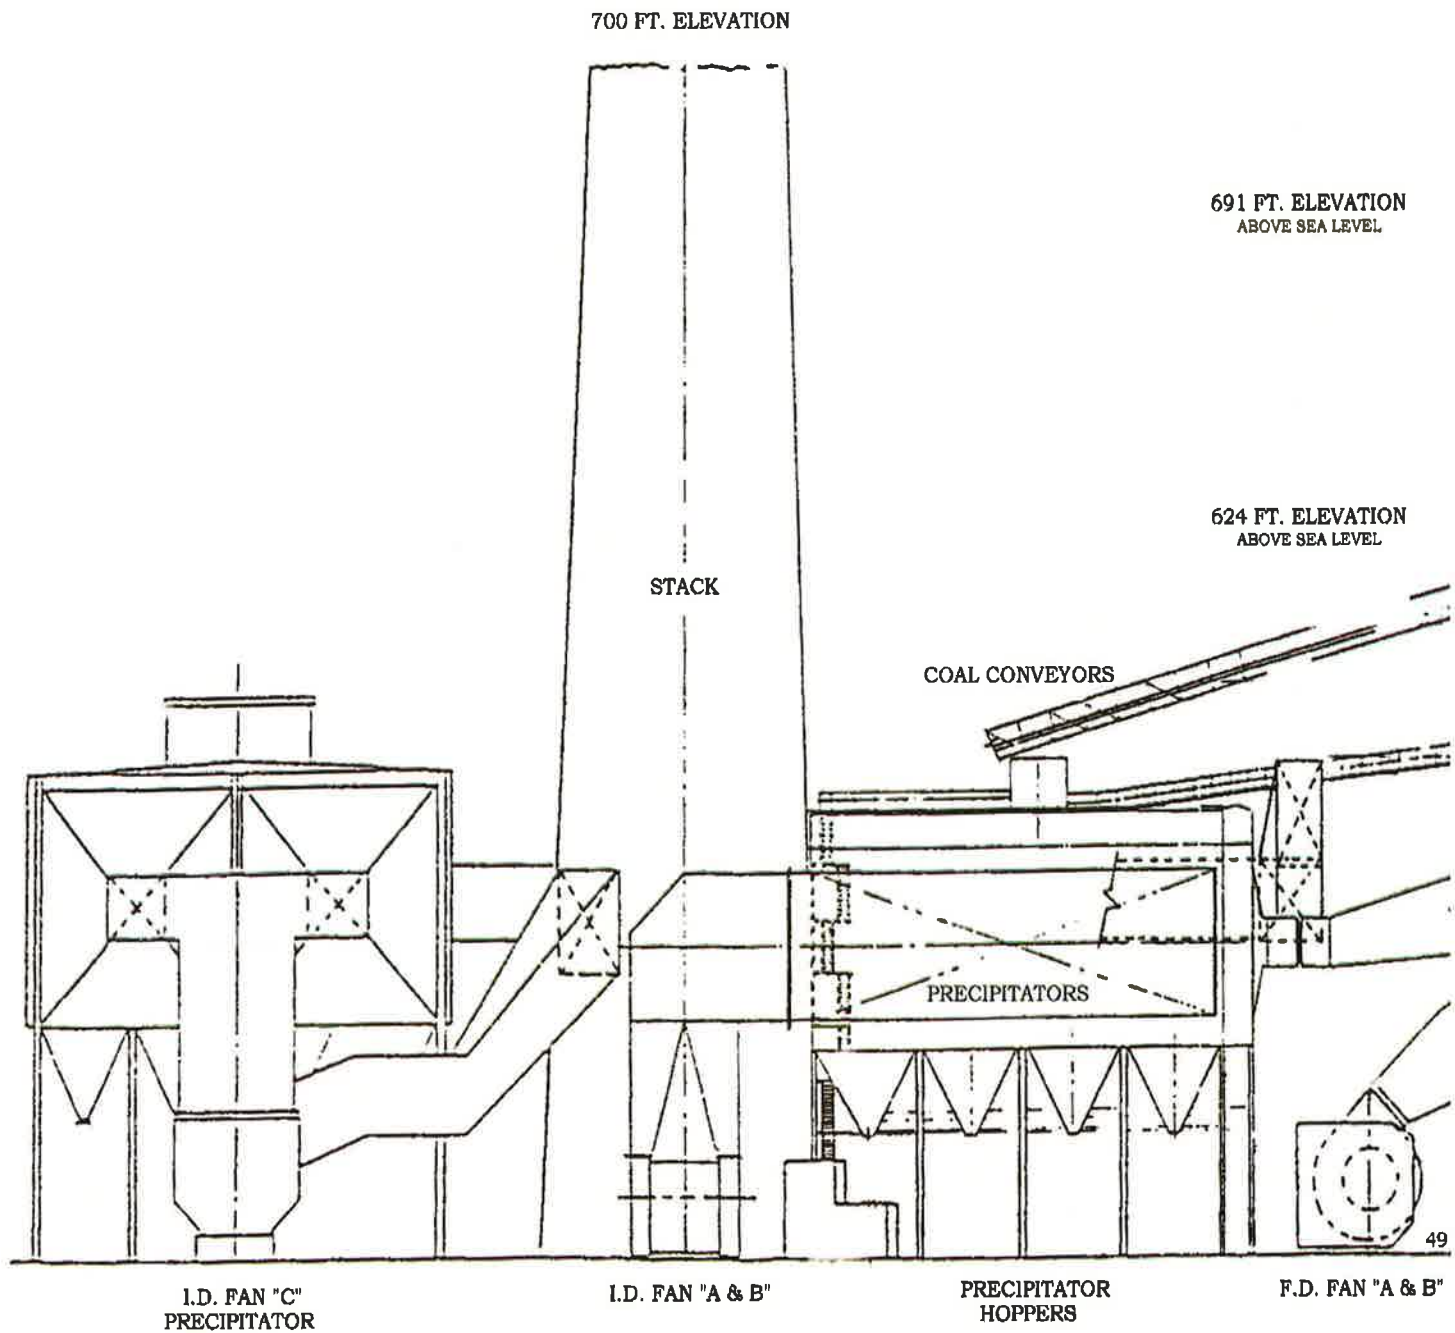 700 FT. ELEVATION
691 FT. ELEVATION
ABOVE SEA LEVEL
624 FT. ELEVATION
ABOVE SEA LEVEL
STACK
COAL CONVEYORS
PRECIPITATORS
49
I.D. FAN "C"
PRECIPITATOR
I.D. FAN "A & B"
PRECIPITATOR
HOPPERS
F.D. FAN "A & B"